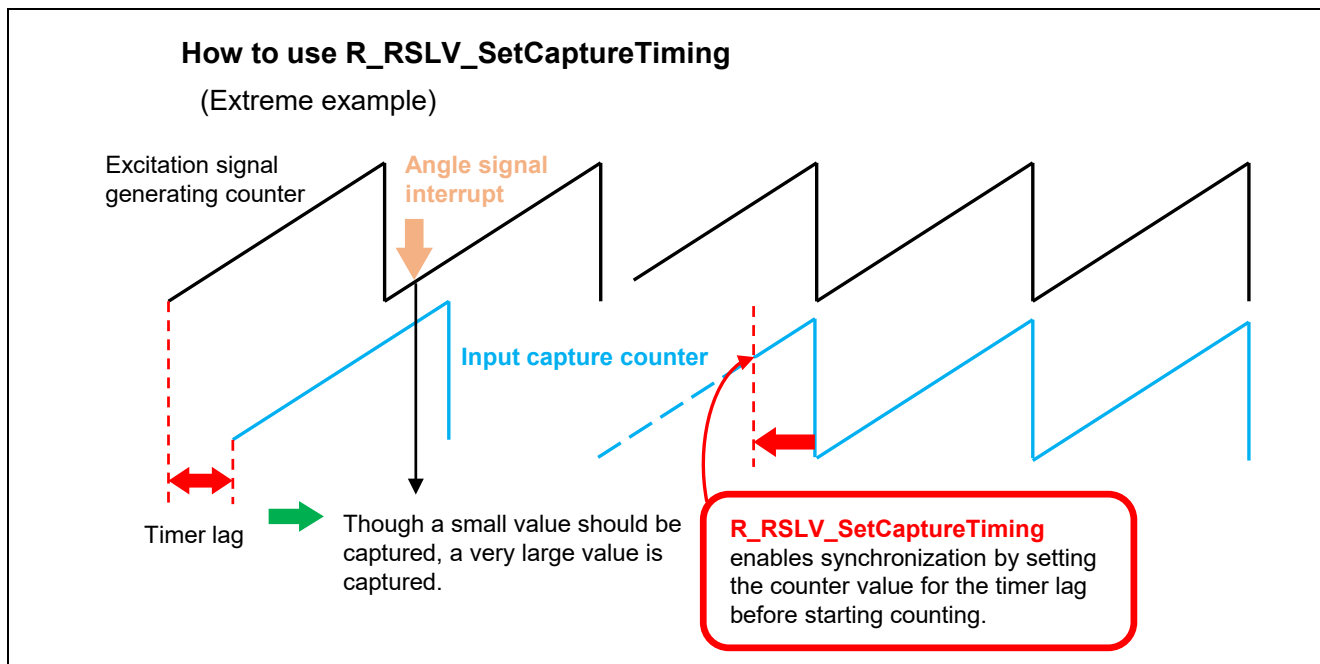 How to use R_RSLV_SetCaptureTiming
(Extreme example)
Excitation signal
generating counter
Angle signal
interrupt
Input capture counter
Timer lag
Though a small value should be
captured, a very large value is
captured.
R_RSLV_SetCaptureTiming
enables synchronization by setting
the counter value for the timer lag
before starting counting.